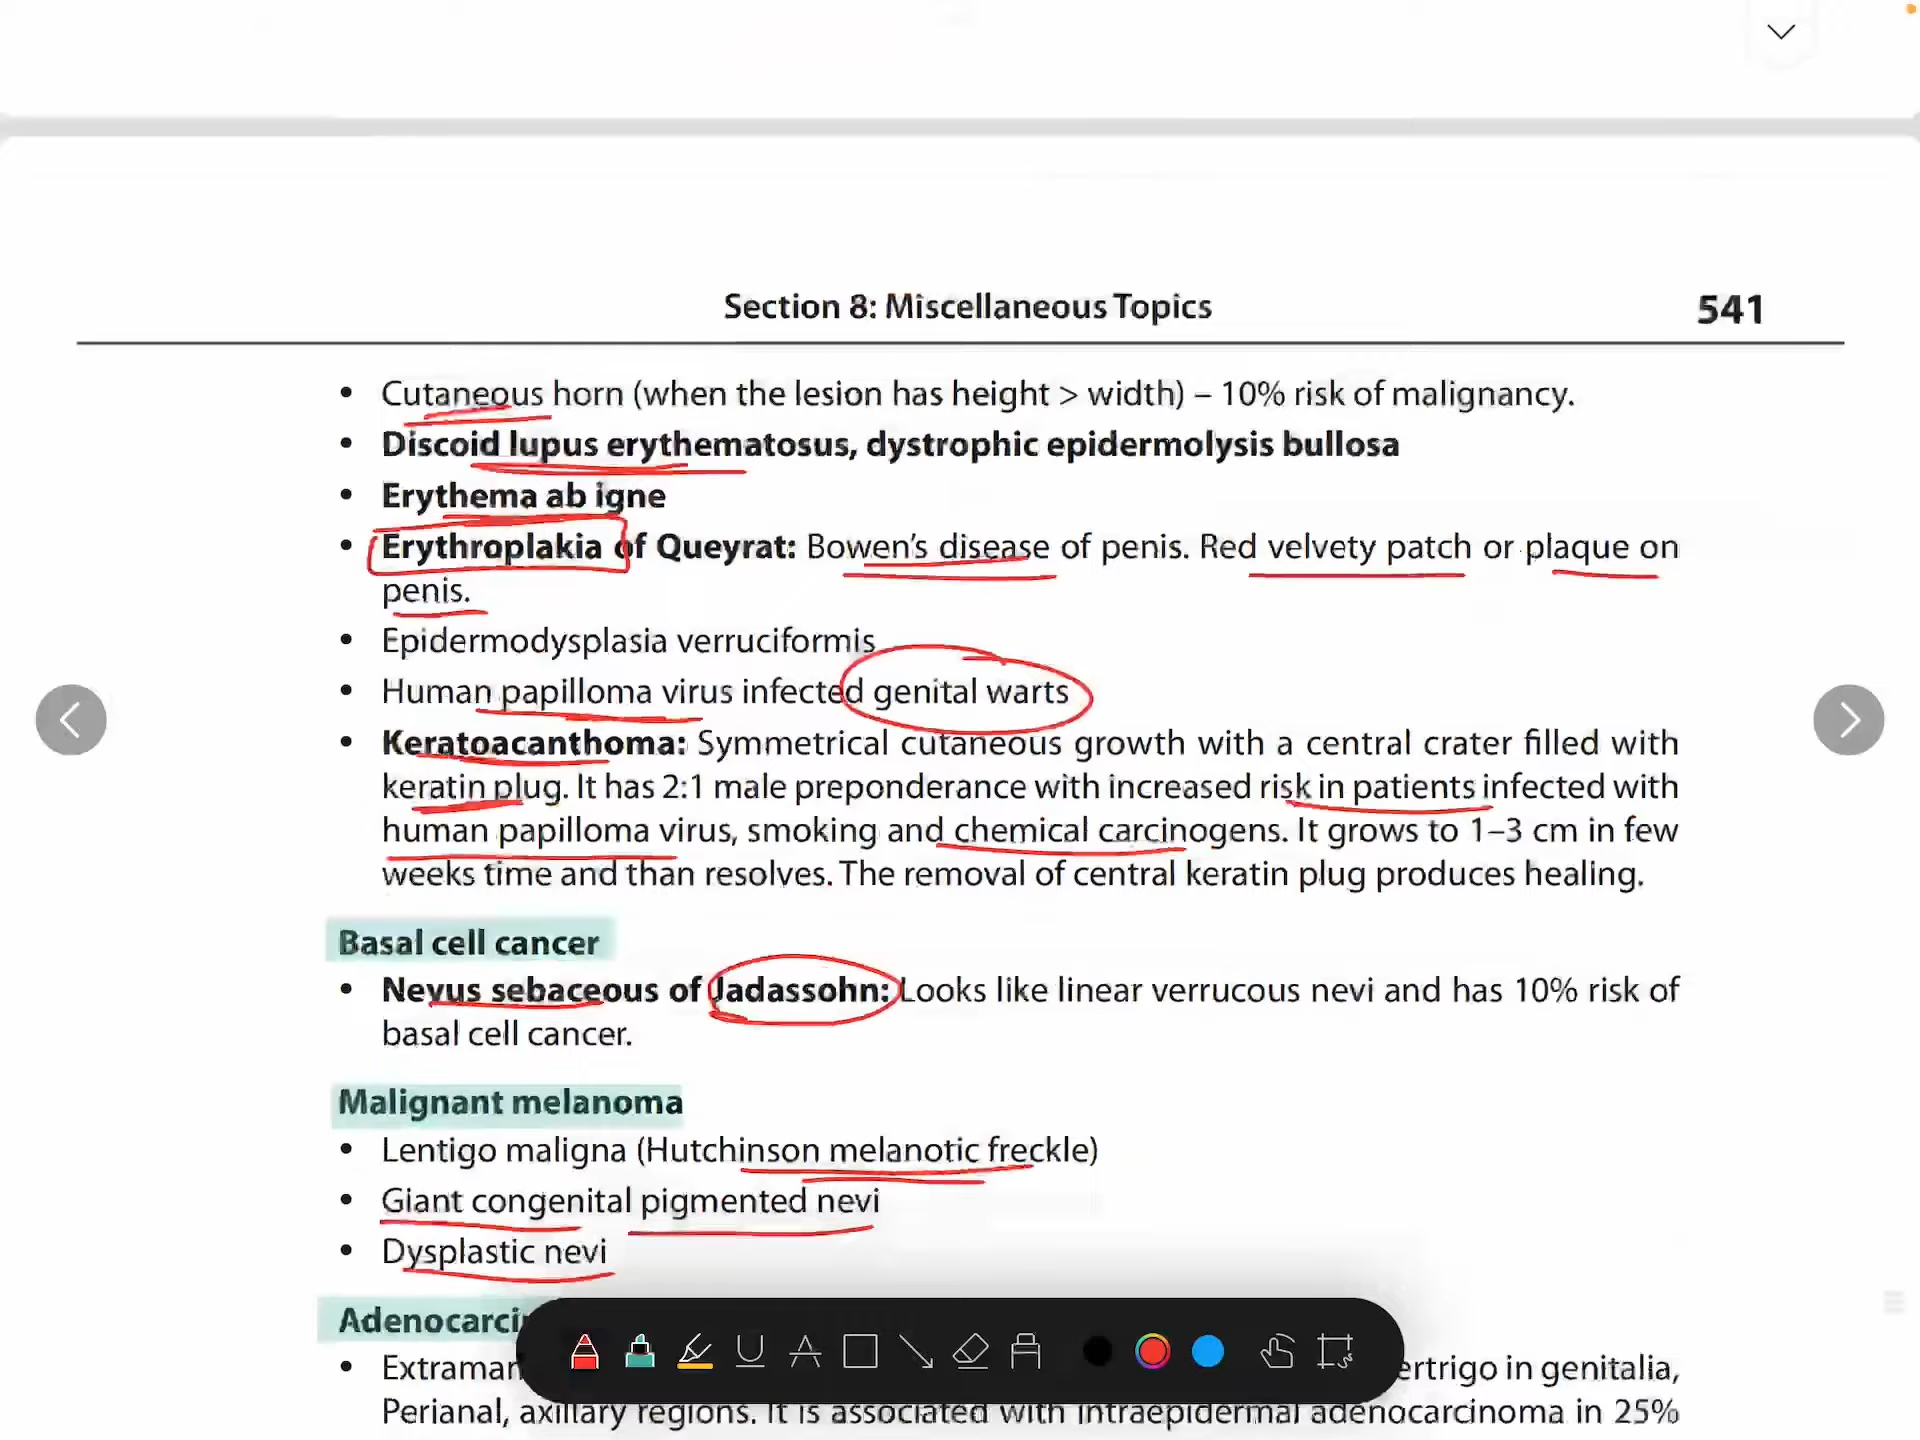 Section 8: Miscellaneous Topics 541
• Cutaneous horn (when the lesion has height > width) – 10% risk of malignancy.
• Discoid lupus erythematosus, dystrophic epidermolysis bullosa
• Erythema ab igne
• Erythroplakia of Queyrat: Bowen's disease of penis. Red velvety patch or plaque on
penis.
• Epidermodysplasia verruciformis
• Human papilloma virus infected genital warts
• Keratoacanthoma: Symmetrical cutaneous growth with a central crater filled with
keratin plug. It has 2:1 male preponderance with increased risk in patients infected with
human papilloma virus, smoking and chemical carcinogens. It grows to 1–3 cm in few
weeks time and than resolves. The removal of central keratin plug produces healing.
Basal cell cancer
• Nevus sebaceous of Jadassohn: Looks like linear verrucous nevi and has 10% risk of
basal cell cancer.
Malignant melanoma
• Lentigo maligna (Hutchinson melanotic freckle)
• Giant congenital pigmented nevi
• Dysplastic nevi
• in genitalia,
Perianal, axillary regions. It is associated with intraepidermal adenocarcinoma in 25%